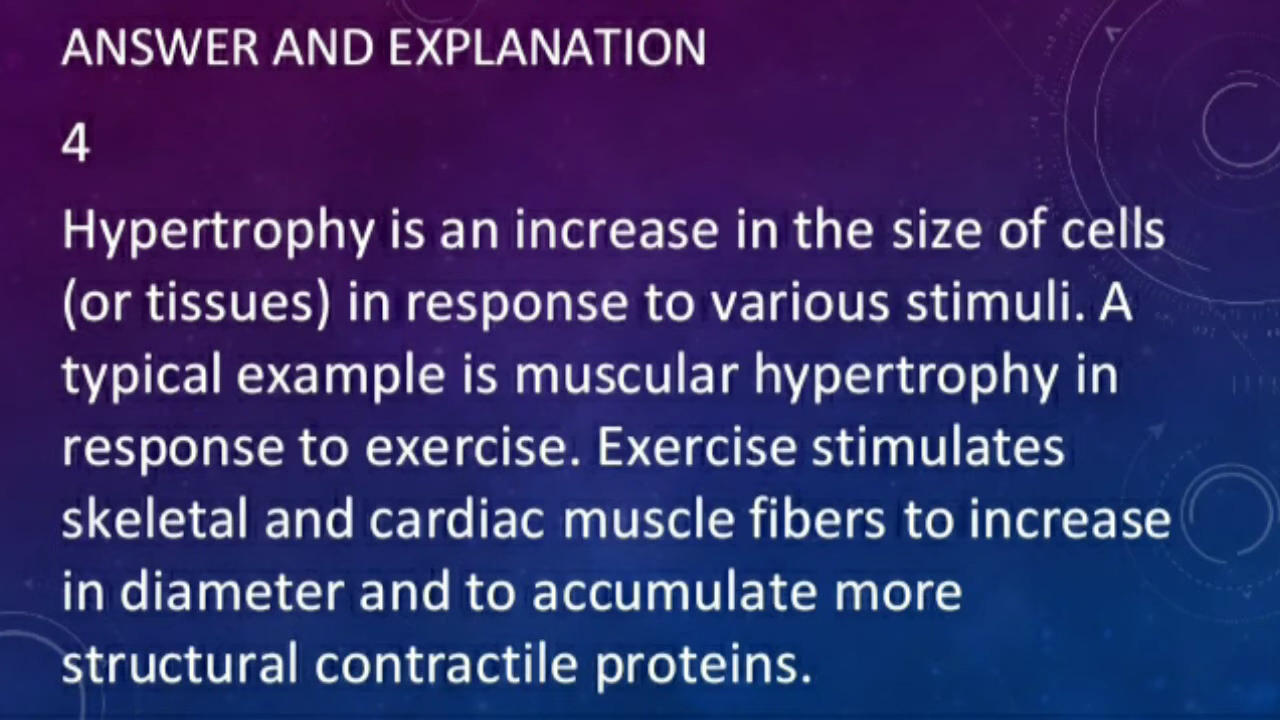 ANSWER AND EXPLANATION
4
Hypertrophy is an increase in the size of cells
(or tissues) in response to various stimuli. A
typical example is muscular hypertrophy in
response to exercise. Exercise stimulates
skeletal and cardiac muscle fibers to increase
in diameter and to accumulate more
structural contractile proteins.